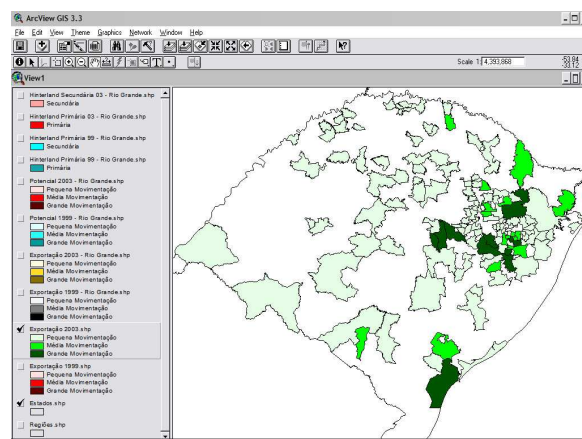 ArcView GIS 3.3
File Edit View Theme Graphics Network Window Help
Scale 1: 4,393,868
-53.84
-33.12
View1
Hinterland Secundária 03 - Rio Grande.shp
Secundária
Hinterland Primária 03 - Rio Grande.shp
Primária
Hinterland Primária 99 - Rio Grande.shp
Secundária
Hinterland Primária 99 - Rio Grande.shp
Primária
Potencial 2003 - Rio Grande.shp
Pequena Movimentação
Média Movimentação
Grande Movimentação
Potencial 1999 - Rio Grande.shp
Pequena Movimentação
Média Movimentação
Grande Movimentação
Exportação 2003 - Rio Grande.shp
Pequena Movimentação
Média Movimentação
Grande Movimentação
Exportação 1999 - Rio Grande.shp
Pequena Movimentação
Média Movimentação
Grande Movimentação
Exportação 2003.shp
Pequena Movimentação
Média Movimentação
Grande Movimentação
Exportação 1999.shp
Pequena Movimentação
Média Movimentação
Grande Movimentação
Estados.shp
Regiões.shp